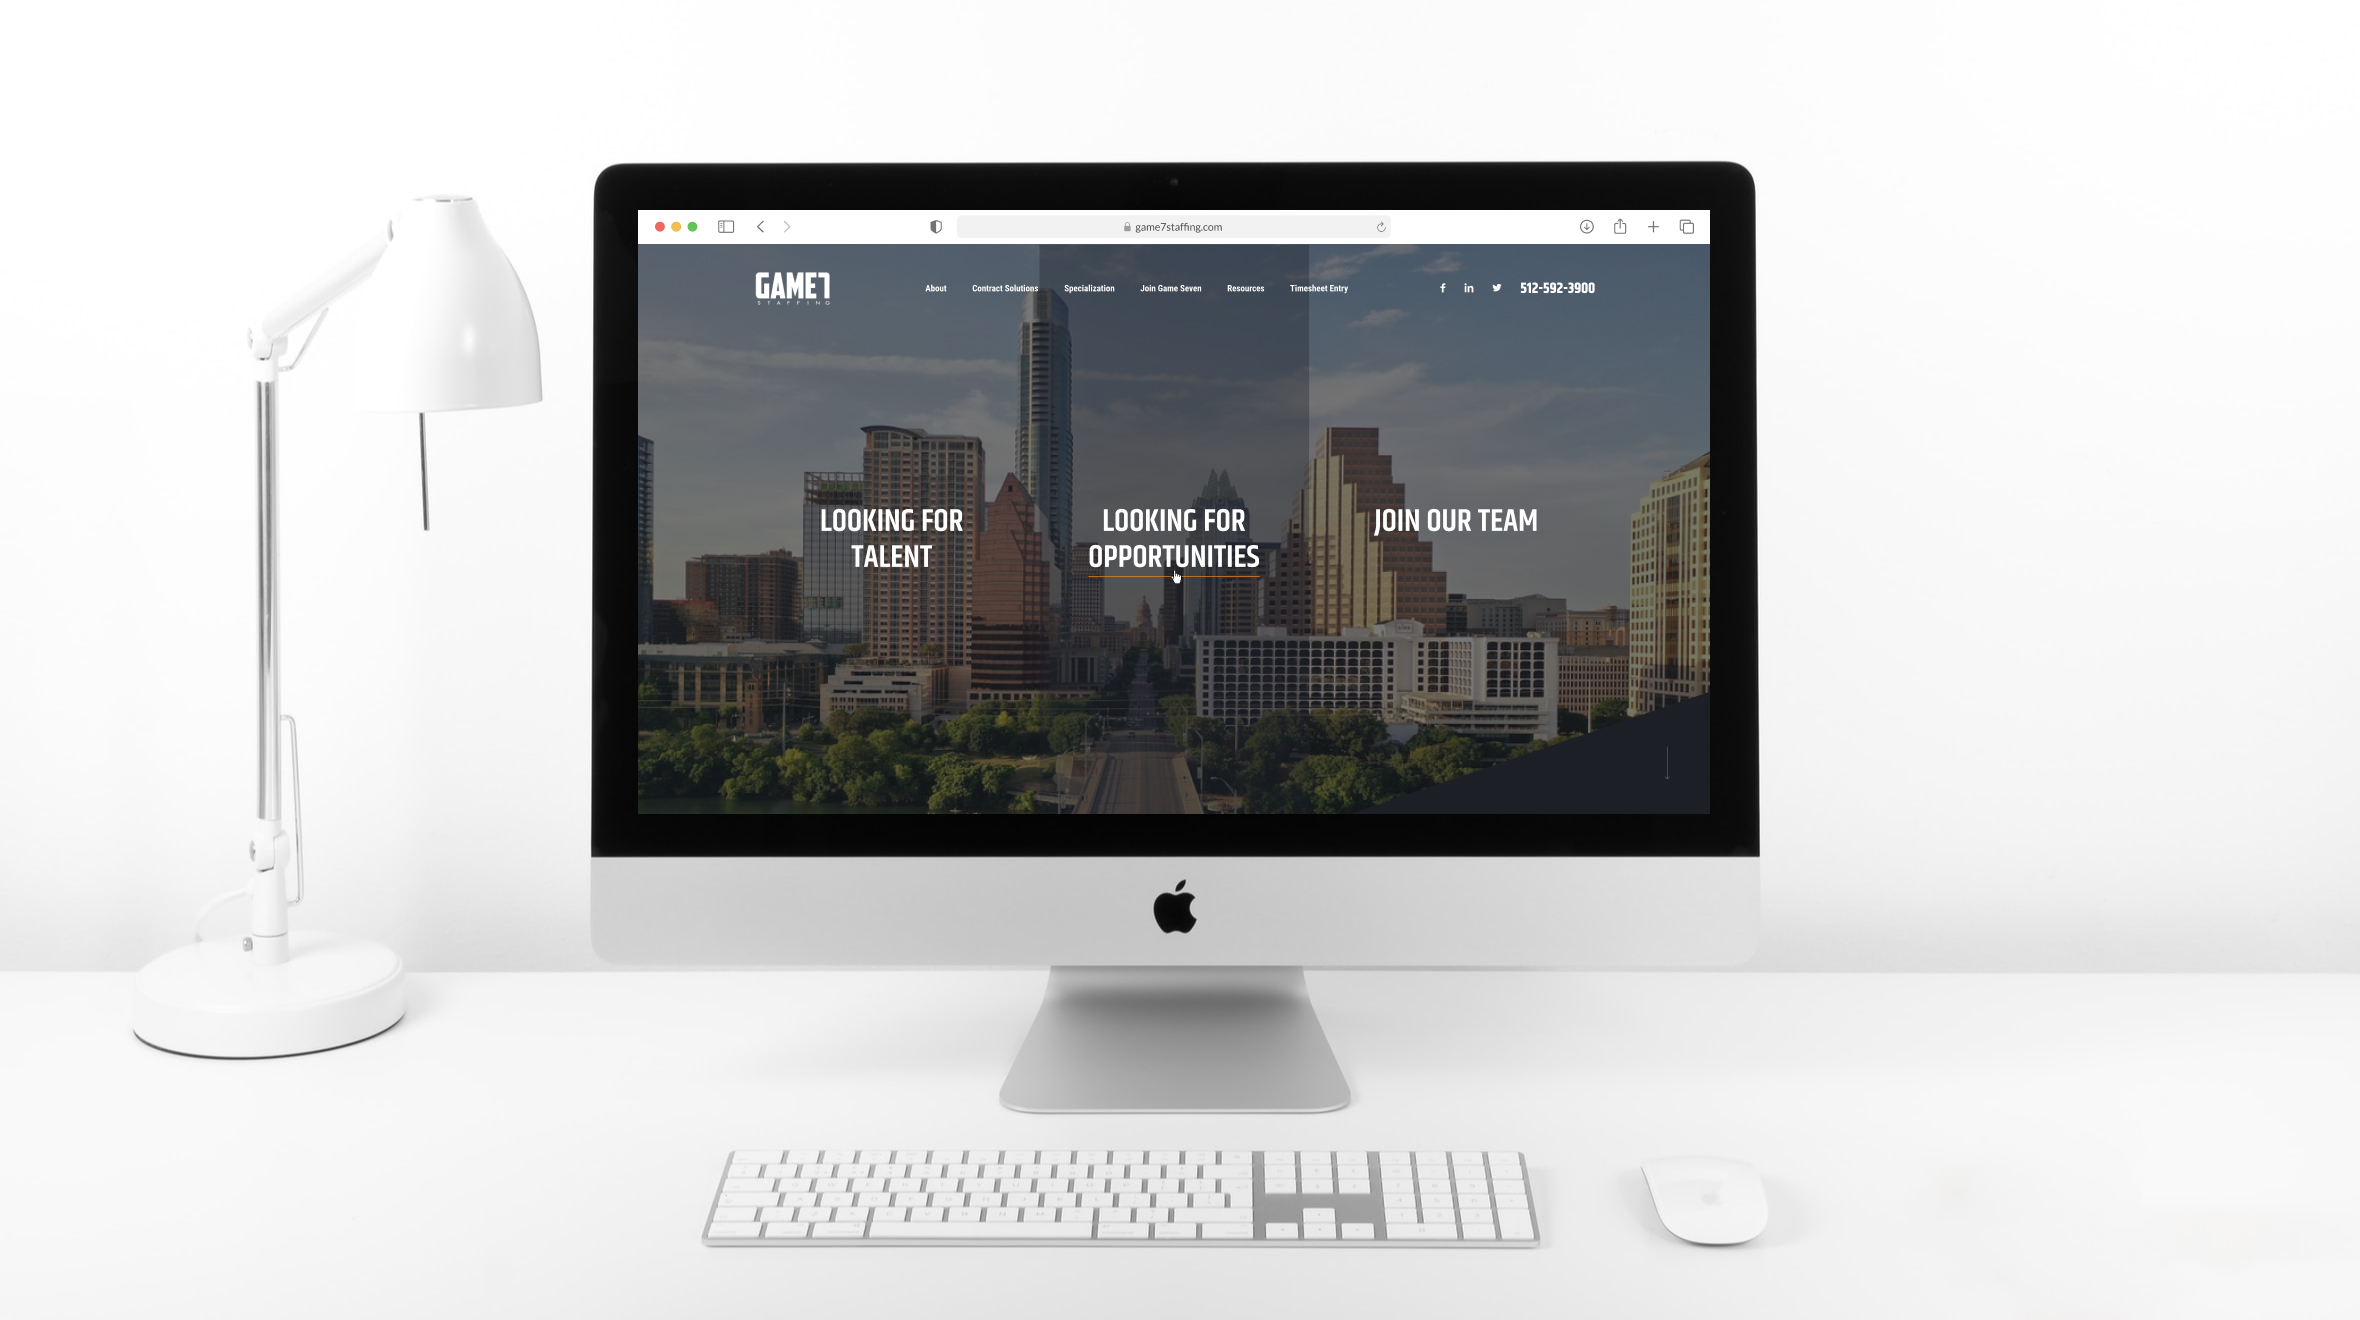 game7staffing.com
GAME7
STAFFING
About
Contract Solutions
Specialization
Join Game Seven
Resources
Timesheet Entry
512-592-3900
LOOKING FOR
TALENT
LOOKING FOR
OPPORTUNITIES
JOIN OUR TEAM